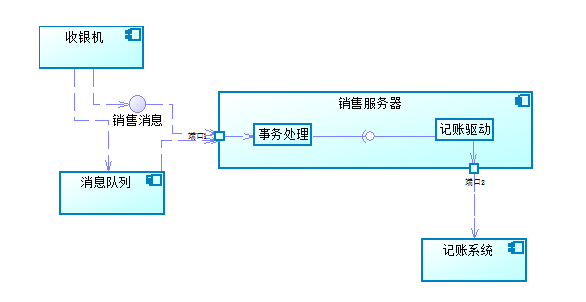 收银机
销售消息
销售服务器
端口1
事务处理
记账驱动
消息队列
端口2
记账系统